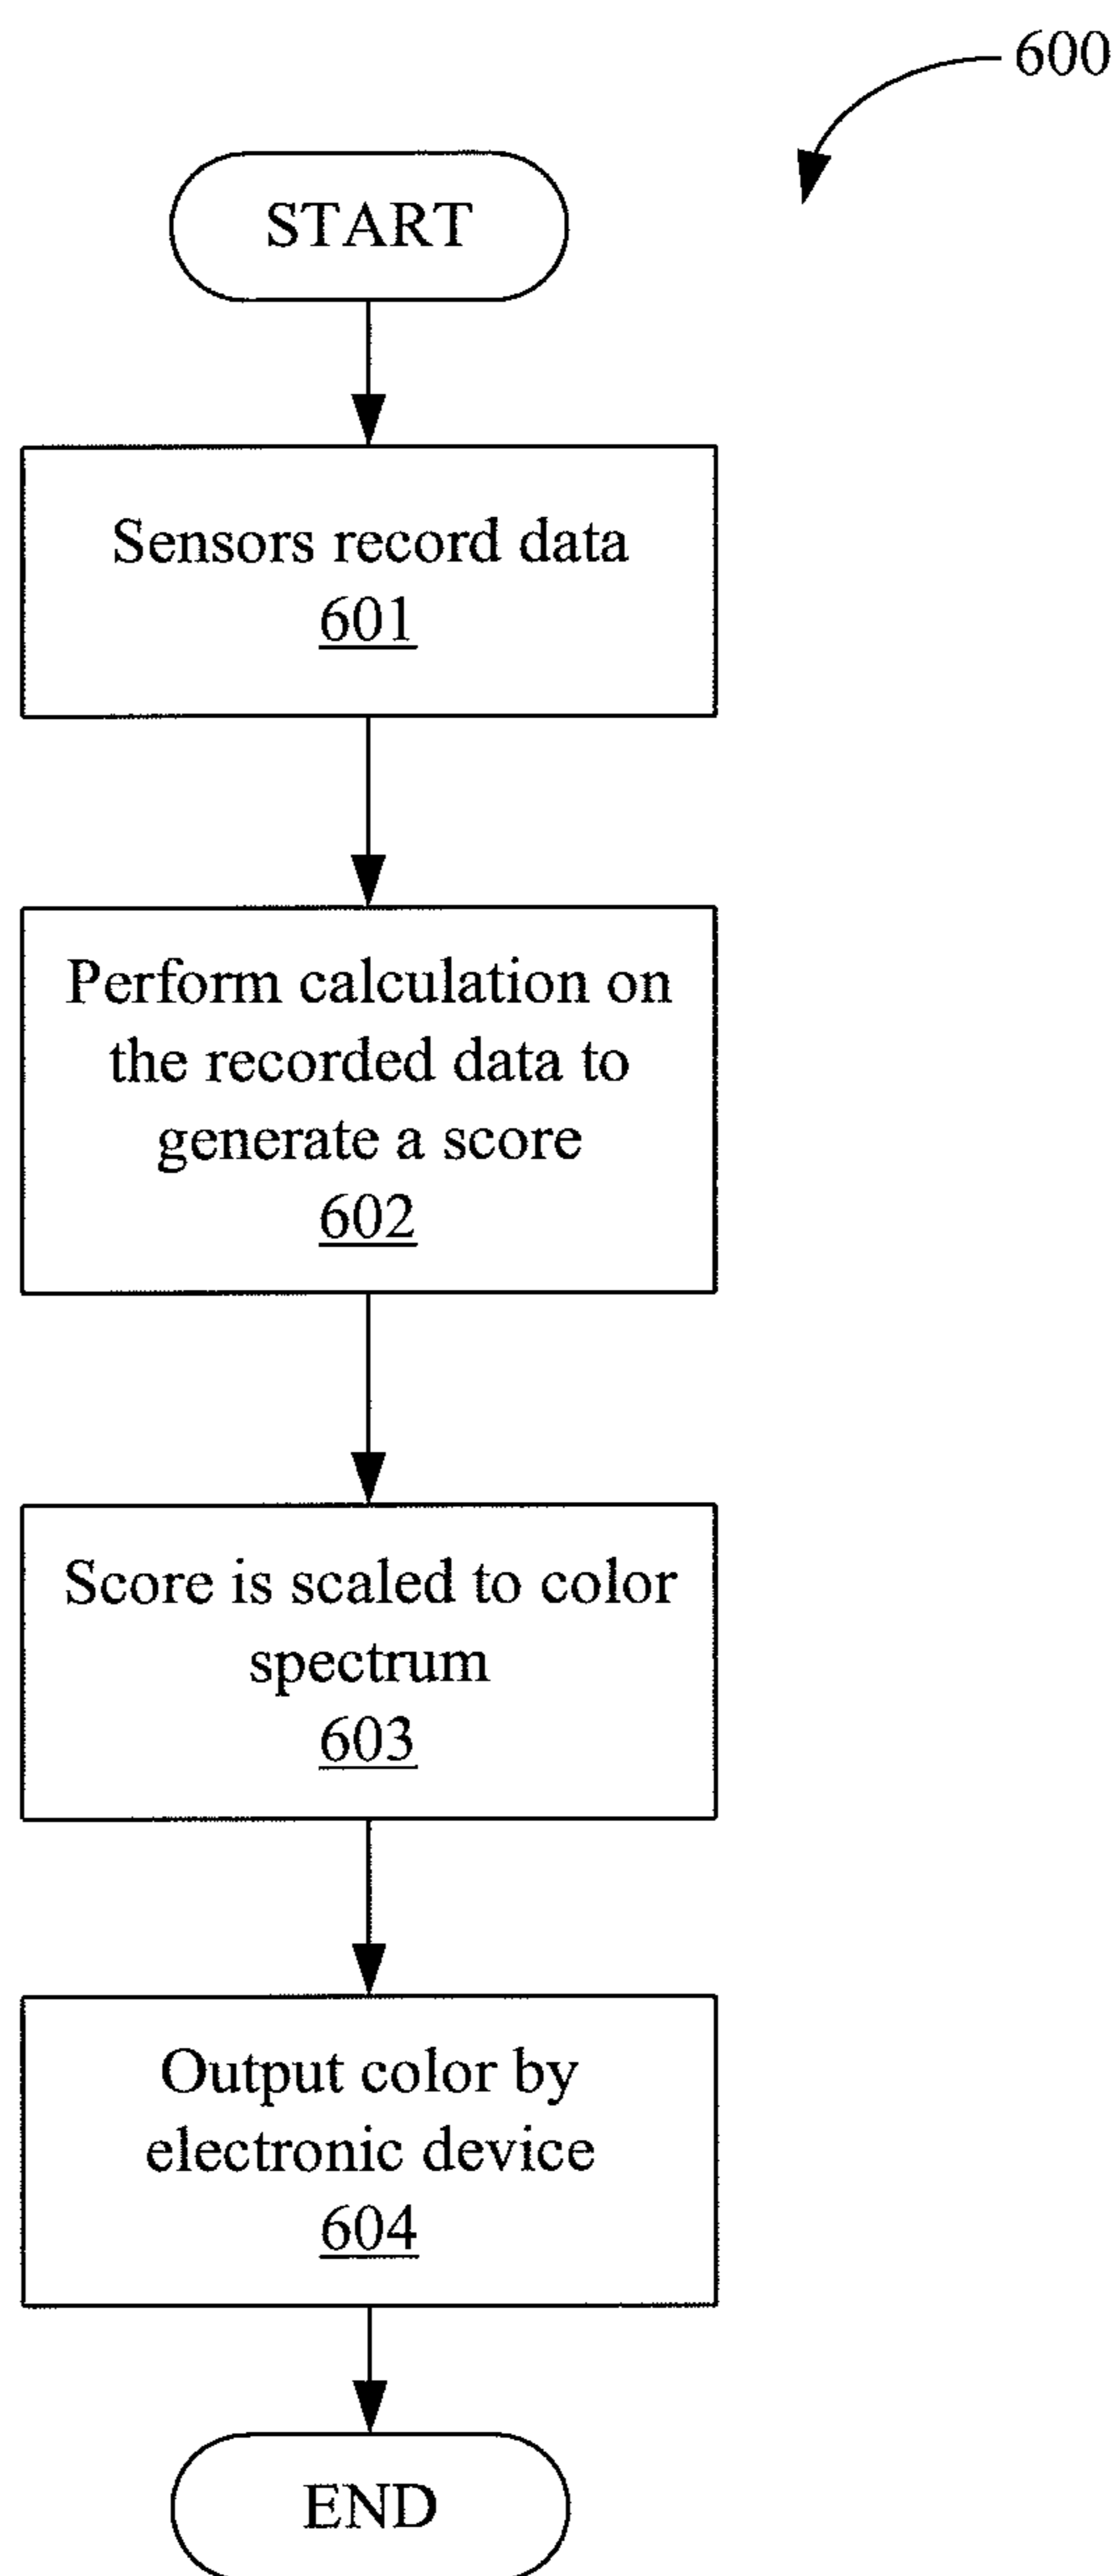 600
START
Sensors record data
601
Perform calculation on
the recorded data to
generate a score
602
Score is scaled to color
spectrum
603
Output color by
electronic device
604
END